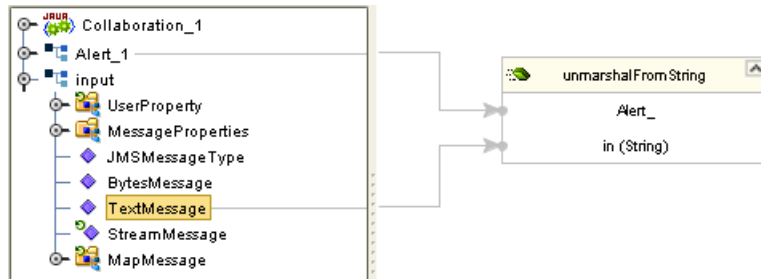 JAVA
Collaboration_1
Alert_1
input
UserProperty
MessageProperties
JMSMessageType
BytesMessage
TextMessage
StreamMessage
MapMessage
unmarshalFromString
Alert_
in (String)